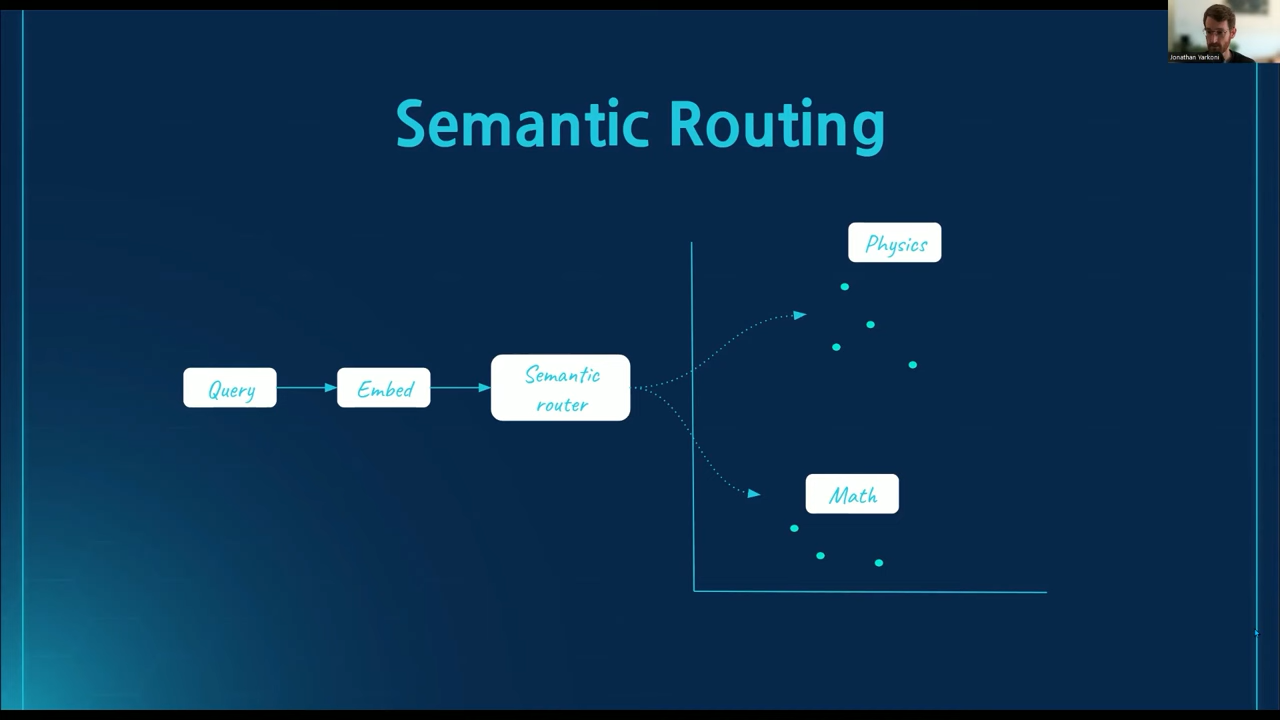 Jonathan Yarkoni
Semantic Routing
Physics
Query
Embed
Semantic
router
Math